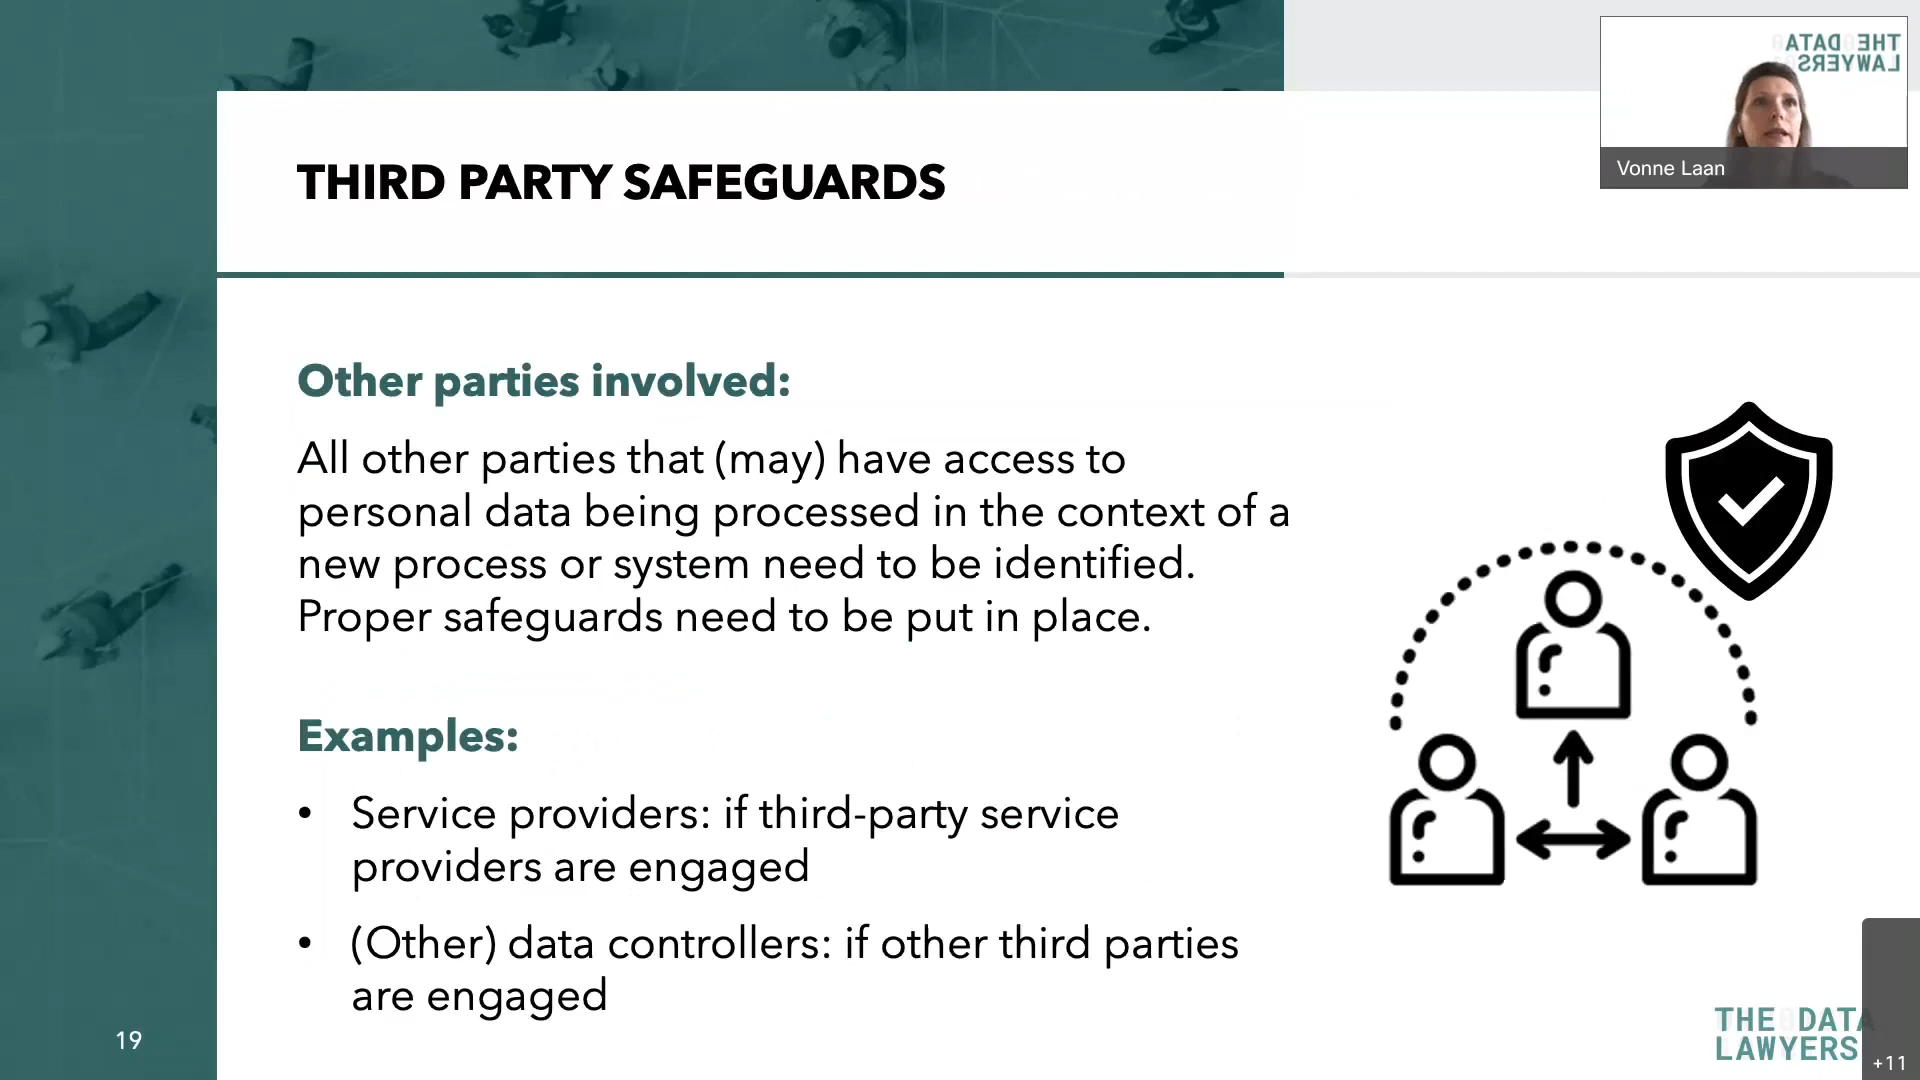 THE DATA
LAWYERS
Vonne Laan
THIRD PARTY SAFEGUARDS
Other parties involved:
All other parties that (may) have access to
personal data being processed in the context of a
new process or system need to be identified.
Proper safeguards need to be put in place.
Examples:
• Service providers: if third-party service
providers are engaged
• (Other) data controllers: if other third parties
are engaged
19
THE DATA
LAWYERS
+11